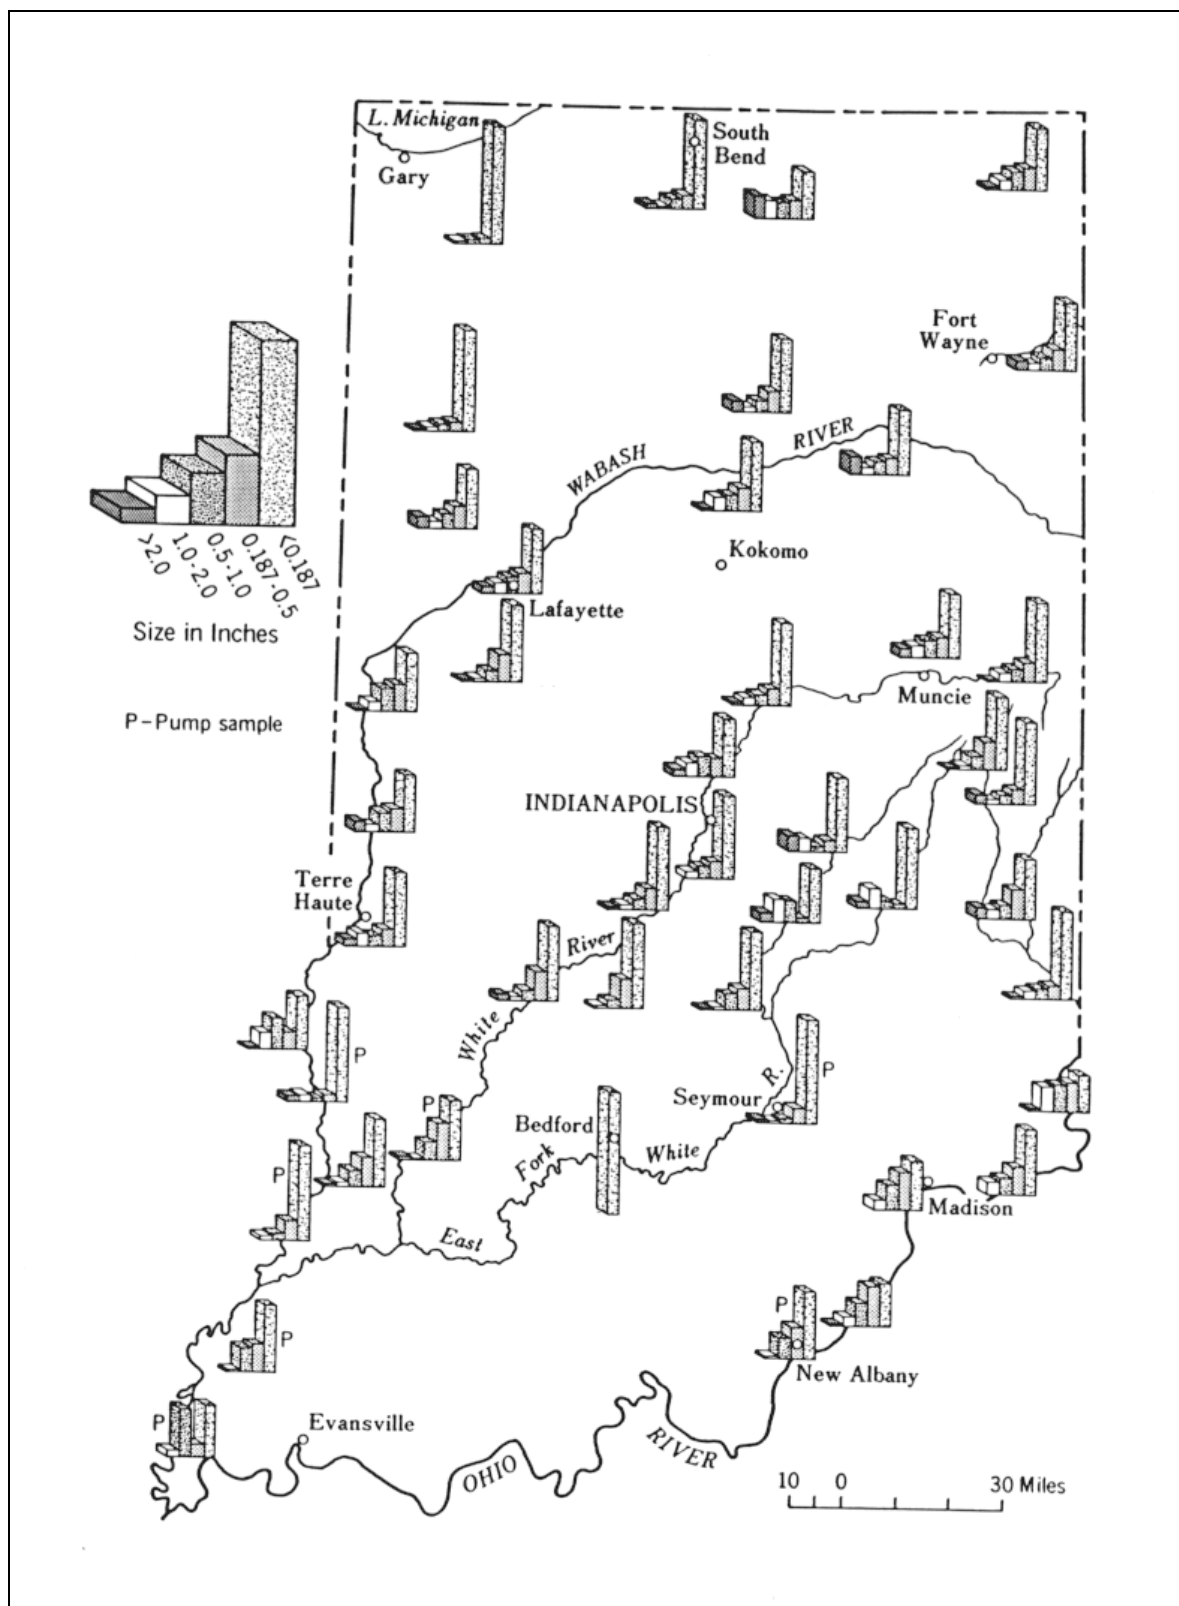 L. Michigan
Gary
South
Bend
Fort
Wayne
WABASH
RIVER
>2.0
1.0-2.0
0.5-1.0
0.187-0.5
<0.187
Size in Inches
P-Pump sample
Kokomo
Lafayette
Muncie
INDIANAPOLIS
Terre
Haute
River
White
P
P
Seymour
R.
P
Bedford
White
Fork
East
P
Madison
P
P
New Albany
P
Evansville
OHIO
RIVER
10 0 30 Miles